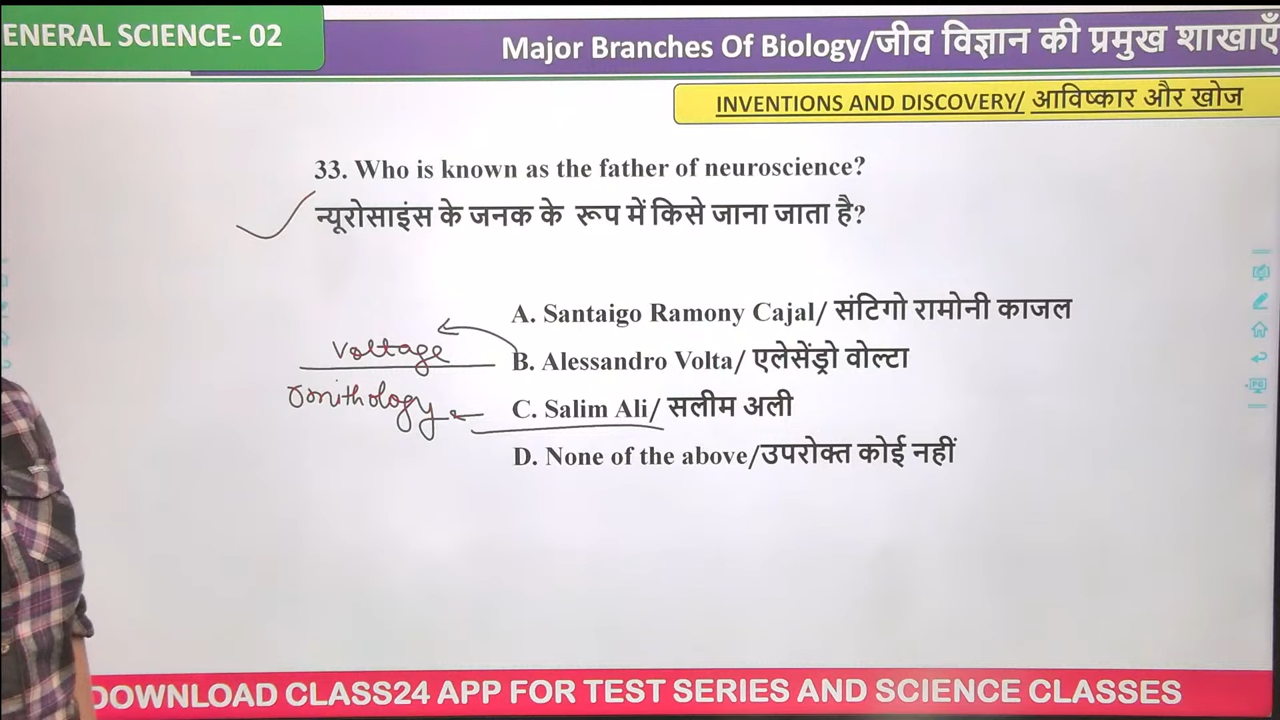 ENERAL SCIENCE- 02
Major Branches Of Biology/जीव विज्ञान की प्रमुख शाखाएँ
INVENTIONS AND DISCOVERY/ आविष्कार और खोज
33. Who is known as the father of neuroscience?
न्यूरोसाइंस के जनक के रूप में किसे जाना जाता है?
A. Santaigo Ramony Cajal/ संटिगो रामोनी काजल
voltage
B. Alessandro Volta/ एलेसेंड्रो वोल्टा
ornithology
C. Salim Ali/ सलीम अली
D. None of the above/उपरोक्त कोई नहीं
DOWNLOAD CLASS24 APP FOR TEST SERIES AND SCIENCE CLASSES